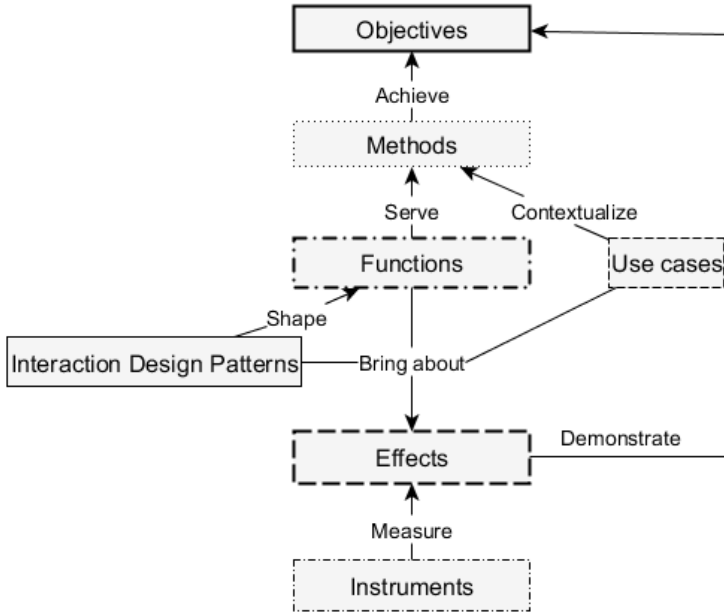 Objectives
Achieve
Methods
Serve
Contextualize
Functions
Use cases
Shape
Interaction Design Patterns
Bring about
Demonstrate
Effects
Measure
Instruments